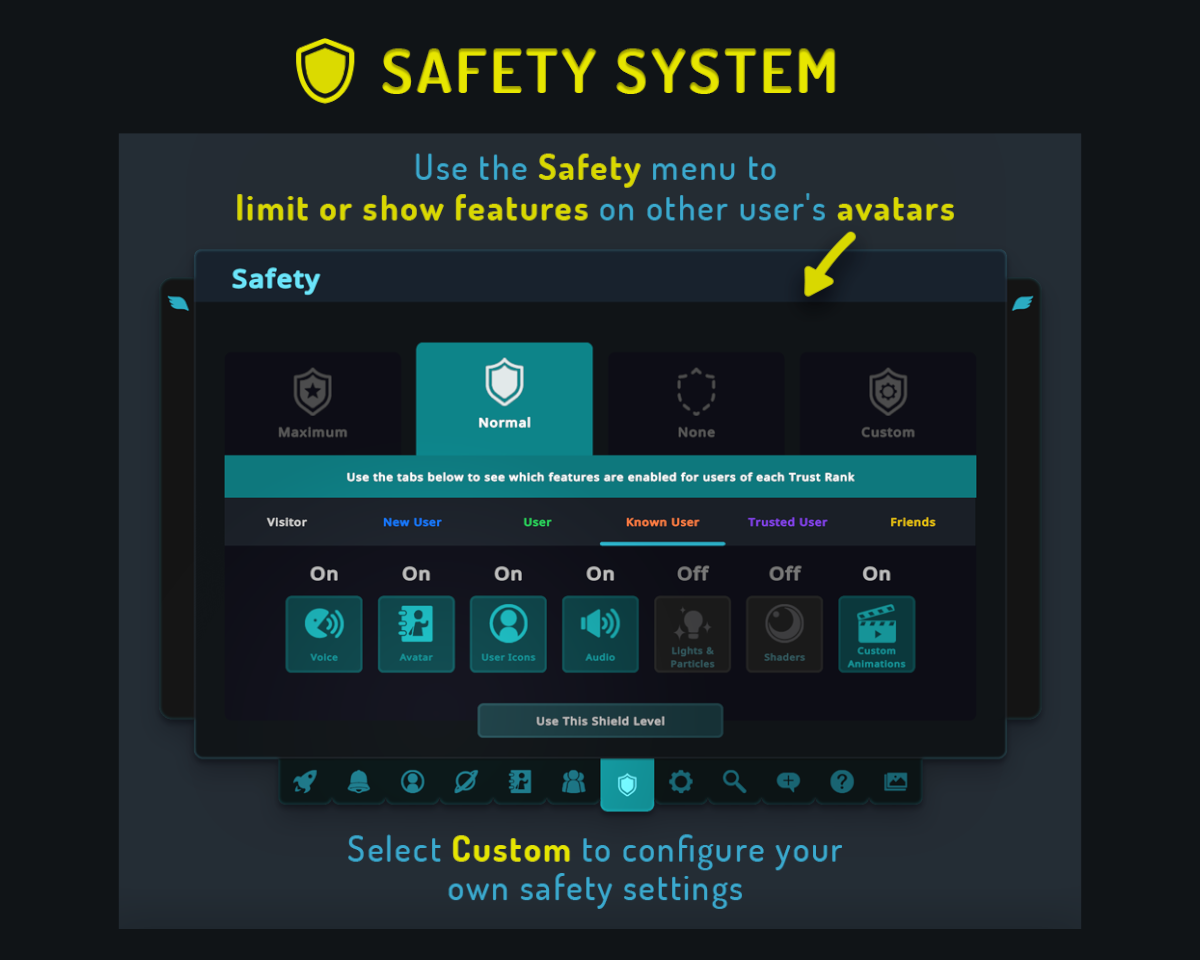 SAFETY SYSTEM
Use the Safety menu to
limit or show features on other user's avatars
Safety
Maximum
Normal
None
Custom
Use the tabs below to see which features are enabled for users of each Trust Rank
Visitor
New User
User
Known User
Trusted User
Friends
On
On
On
On
Off
Off
On
Voice
Avatar
User Icons
Audio
Lights &
Particles
Shaders
Custom
Animations
Use This Shield Level
Select Custom to configure your
own safety settings